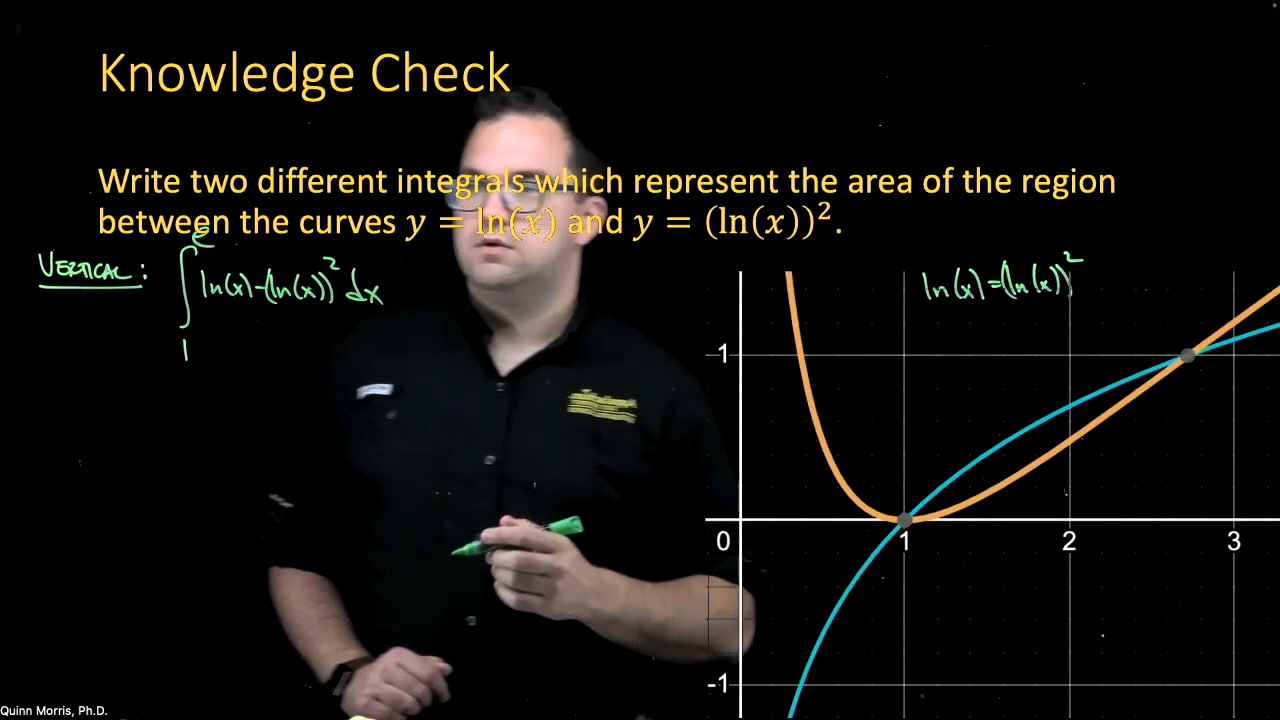 Knowledge Check
Write two different integrals which represent the area of the region
between the curves y = ln(x) and y = (ln(x))².
VERTICAL: ∫₁ᵉ ln(x)-(ln(x))² dx
ln(x)=(ln(x))²
1
0 1 2 3
-1
Quinn Morris, Ph.D.